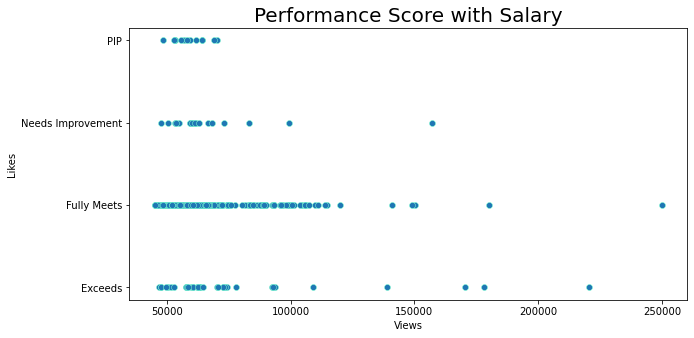 Performance Score with Salary
PIP
Needs Improvement
Fully Meets
Exceeds
Likes
50000
100000
150000
200000
250000
Views